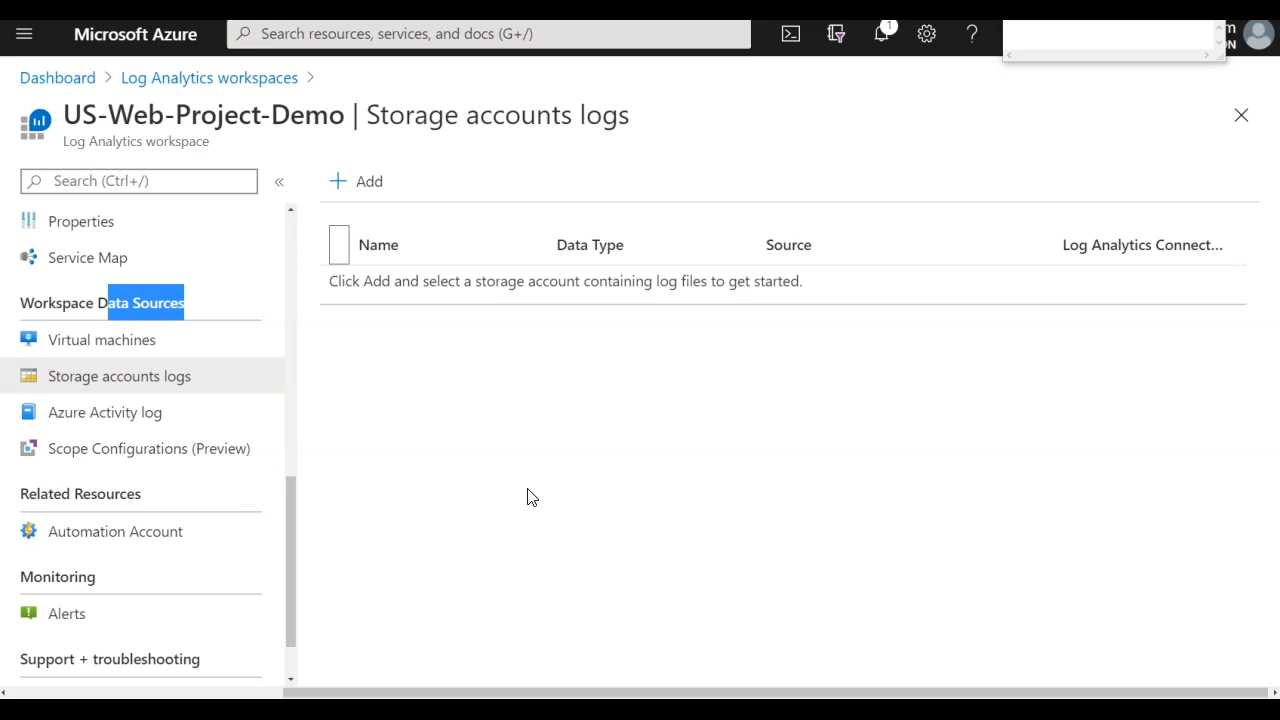 Microsoft Azure
Search resources, services, and docs (G+/)
1
Dashboard > Log Analytics workspaces >
US-Web-Project-Demo | Storage accounts logs
Log Analytics workspace
Search (Ctrl+/)
«
Add
Properties
Service Map
Workspace Data Sources
Virtual machines
Storage accounts logs
Azure Activity log
Scope Configurations (Preview)
Related Resources
Automation Account
Monitoring
Alerts
Support + troubleshooting
Name Data Type Source Log Analytics Connect...
Click Add and select a storage account containing log files to get started.